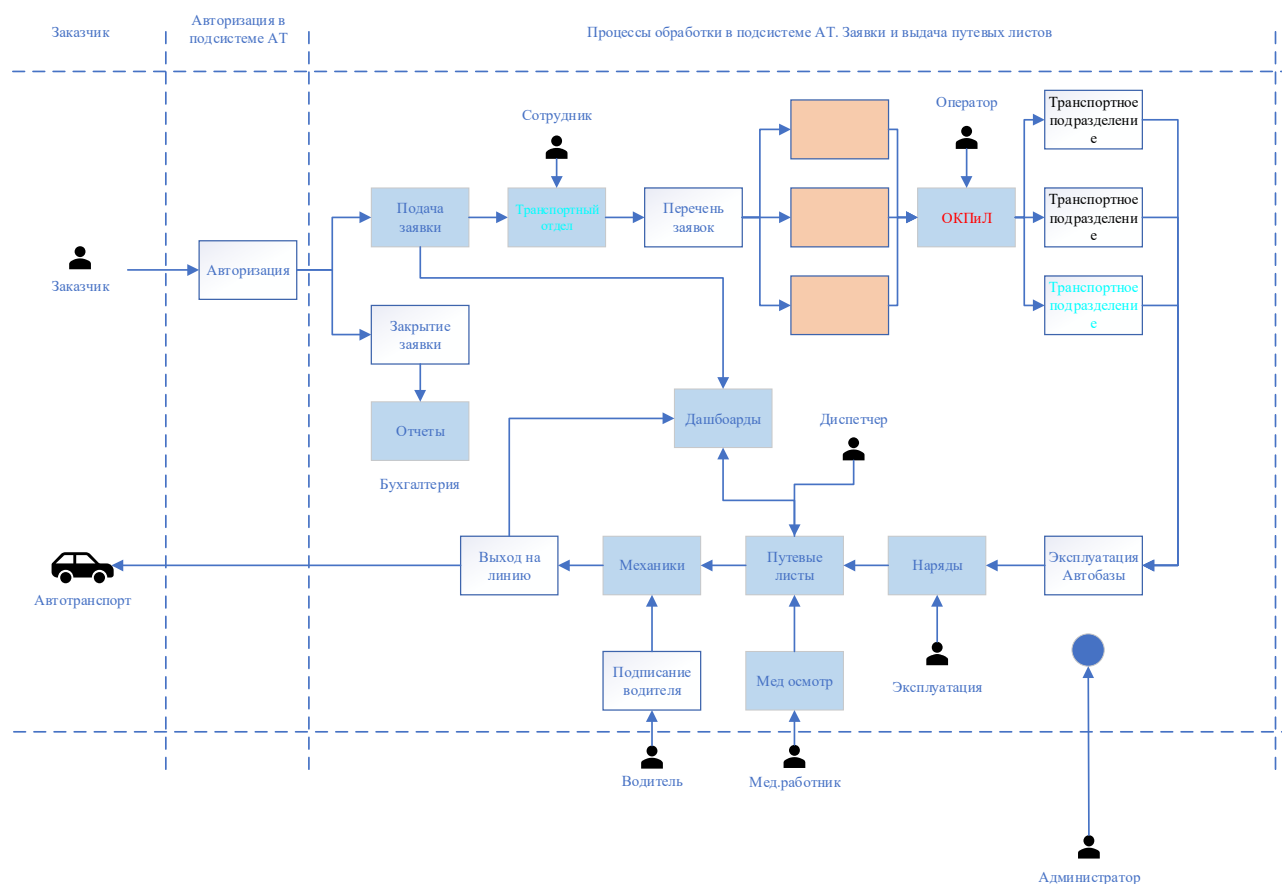 Заказчик
Авторизация в
подсистеме АТ
Процессы обработки в подсистеме АТ. Заявки и выдача путевых листов
Сотрудник
Оператор
Транспортное
подразделени
е
Подача
заявки
Транспортный
отдел
Перечень
заявок
ОКПиЛ
Транспортное
подразделени
е
Авторизация
Заказчик
Транспортное
подразделени
е
Закрытие
заявки
Отчеты
Бухгалтерия
Дашбоарды
Диспетчер
Автотранспорт
Выход на
линию
Механики
Путевые
листы
Наряды
Эксплуатация
Автобазы
Подписание
водителя
Мед осмотр
Эксплуатация
Водитель
Мед.работник
Администратор